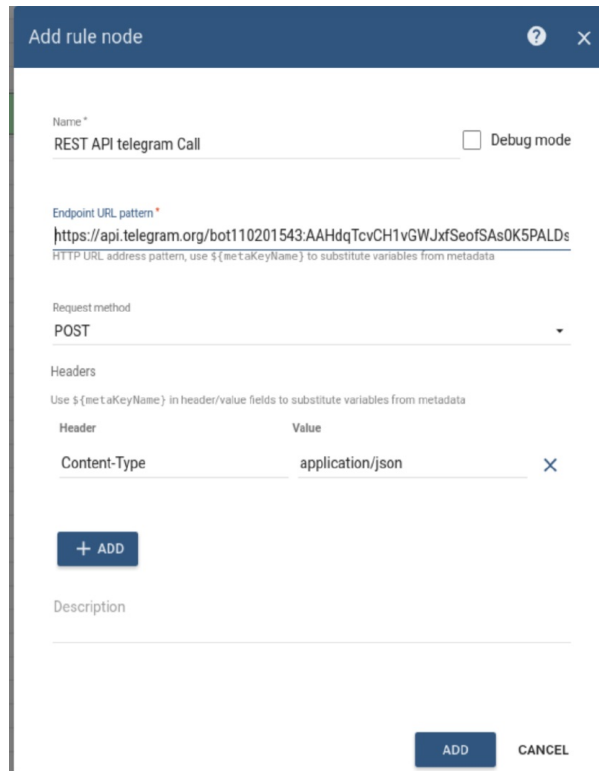 Add rule node
Name*
REST API telegram Call
Debug mode
Endpoint URL pattern*
https://api.telegram.org/bot110201543:AAHdqTcvCH1vGWJxfSeofSAs0K5PALDs
HTTP URL address pattern, use ${metaKeyName} to substitute variables from metadata
Request method
POST
Headers
Use ${metaKeyName} in header/value fields to substitute variables from metadata
Header Value
Content-Type application/json
+ ADD
Description
ADD CANCEL